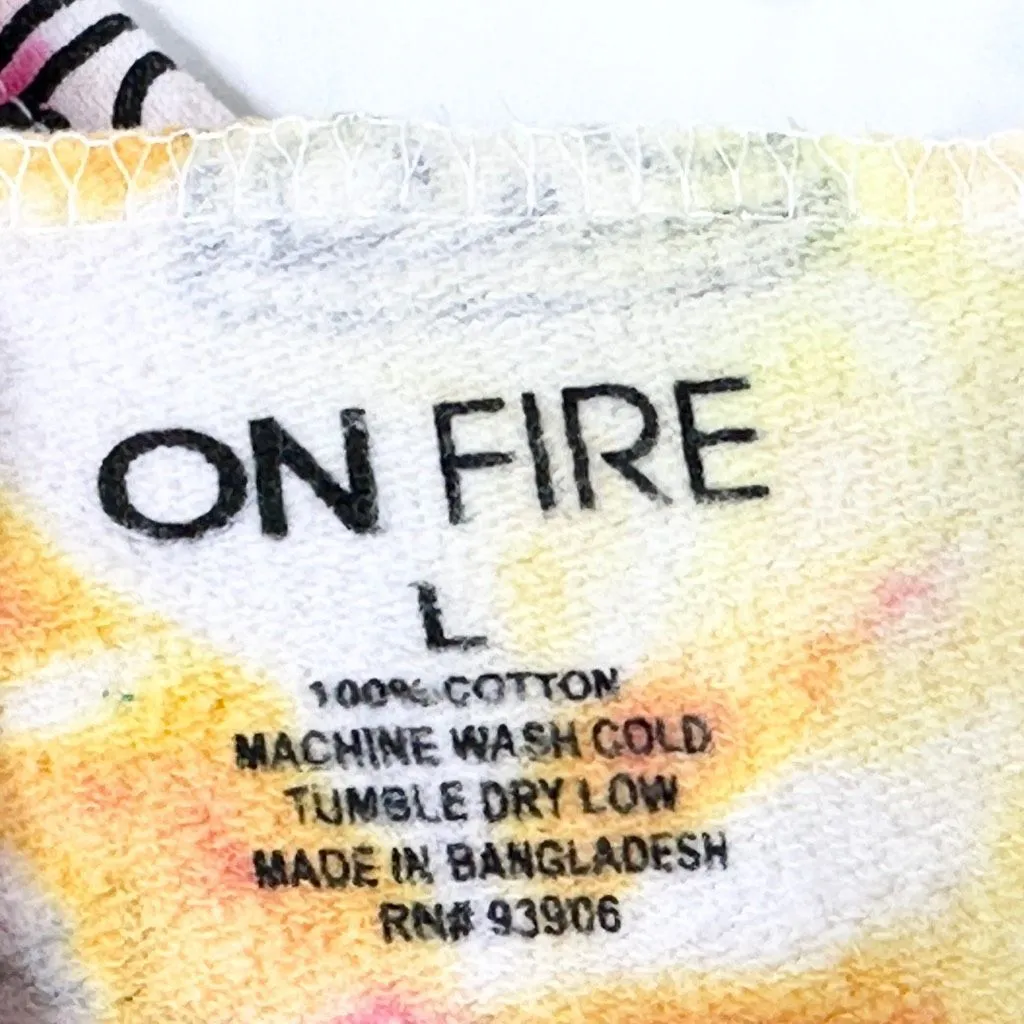 ON FIRE
L
100% COTTON
MACHINE WASH COLD
TUMBLE DRY LOW
MADE IN BANGLADESH
RN# 93906